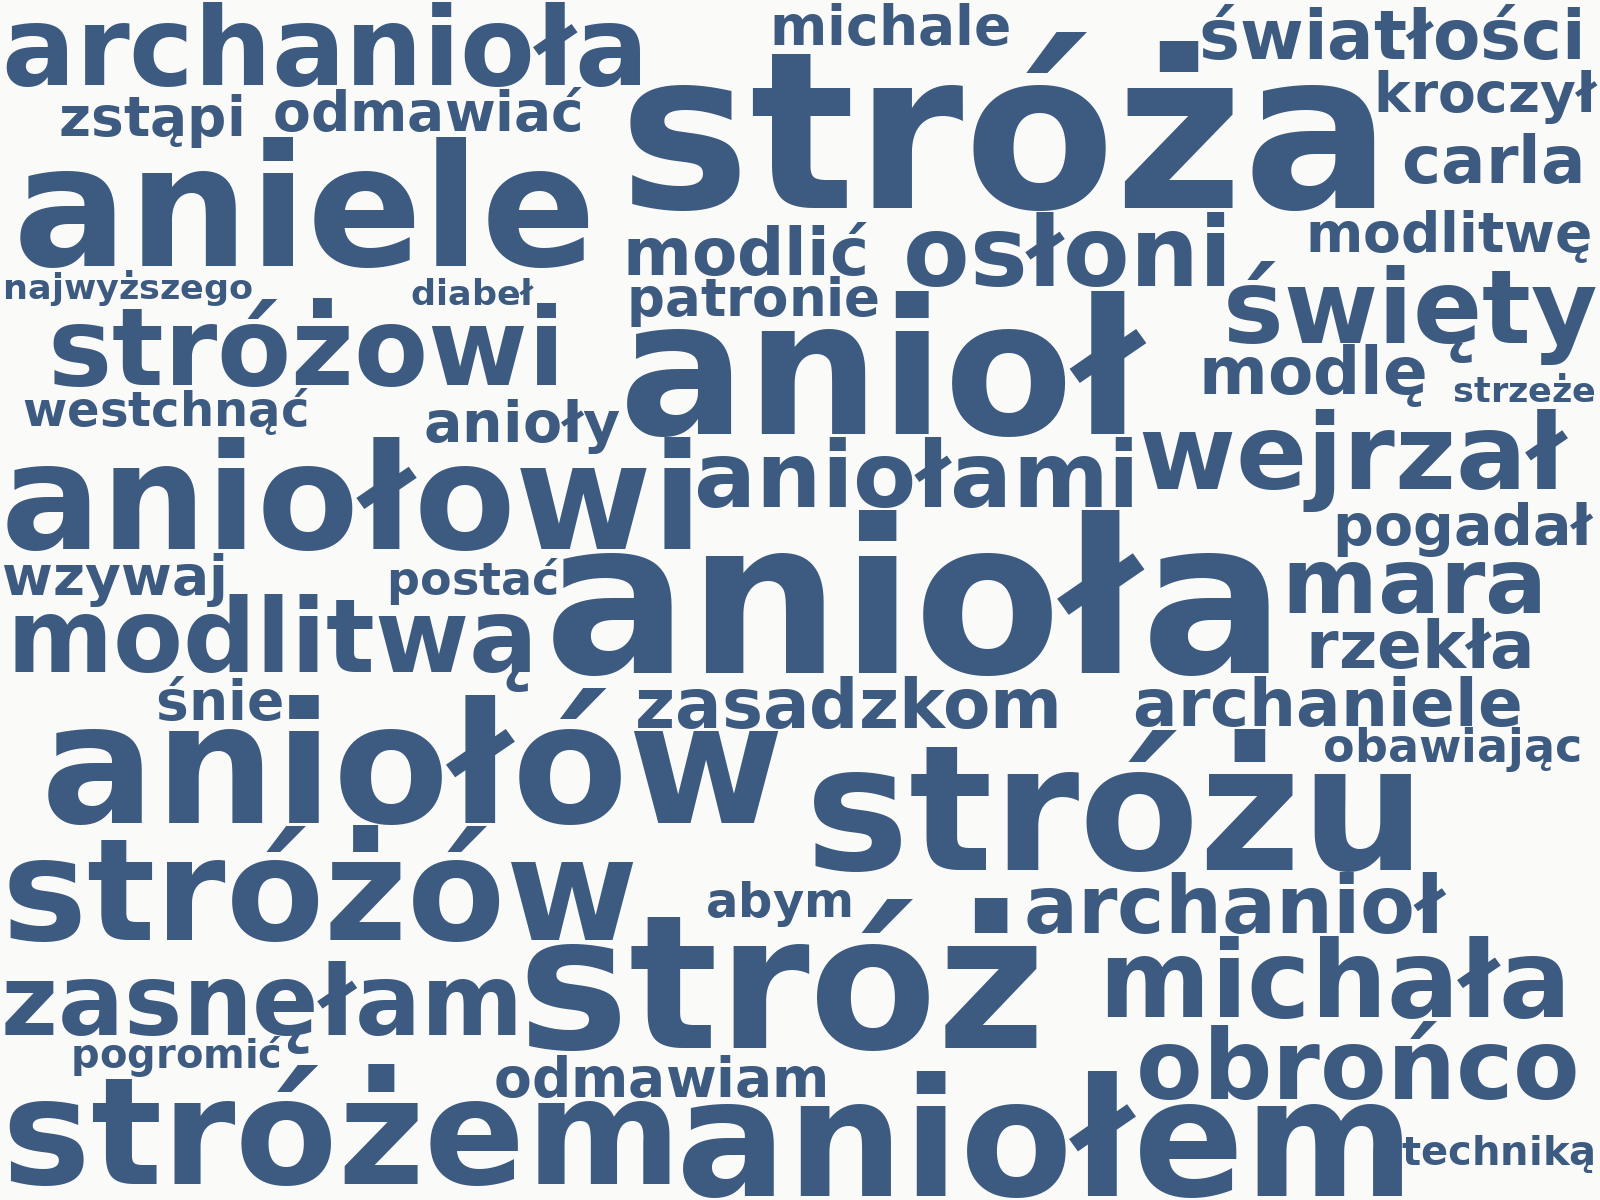 archanioła michale światłości
zstąpi odmawiać stróża kroczył
aniele carla
modlić osłoni modlitwę
najwyższego diabeł patronie święty
stróżowi anioł modlę strzeże
westchnąć anioły
aniołowi aniołami wejrzał
pogadał
wzywaj postać anioła mara
modlitwą rzekła
śnie zasadzkom archaniele
aniołów stróżu obawiając
stróżów abym archanioł
zasnęłam stróż michała
pogromić odmawiam obrońco
stróżem aniołem techniką